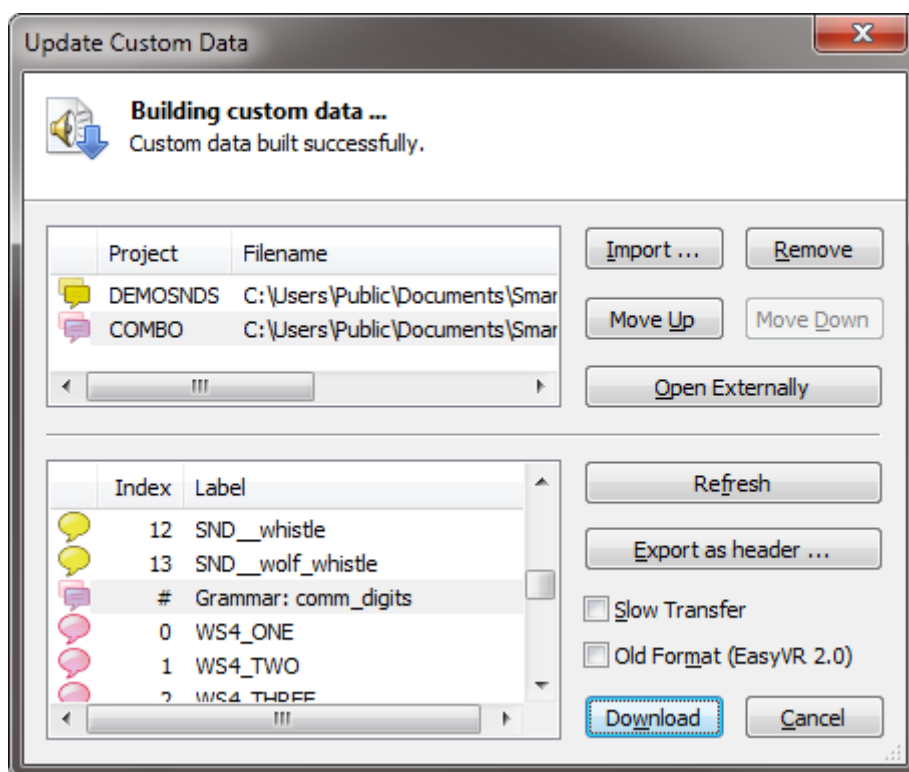 Update Custom Data
Building custom data ...
Custom data built successfully.
Project Filename
DEMOSNDS C:\Users\Public\Documents\Smar
COMBO C:\Users\Public\Documents\Smar
Import ...
Remove
Move Up
Move Down
Open Externally
Index Label
12 SND__whistle
13 SND__wolf_whistle
# Grammar: comm_digits
0 WS4_ONE
1 WS4_TWO
2 WS4_THREE
Refresh
Export as header ...
Slow Transfer
Old Format (EasyVR 2.0)
Download
Cancel